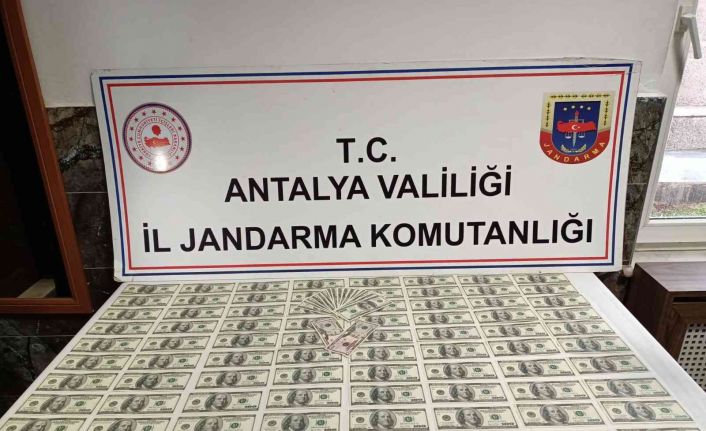 T.C.
ANTALYA VALİLİĞİ
İL JANDARMA KOMUTANLIĞI
JANDARMA